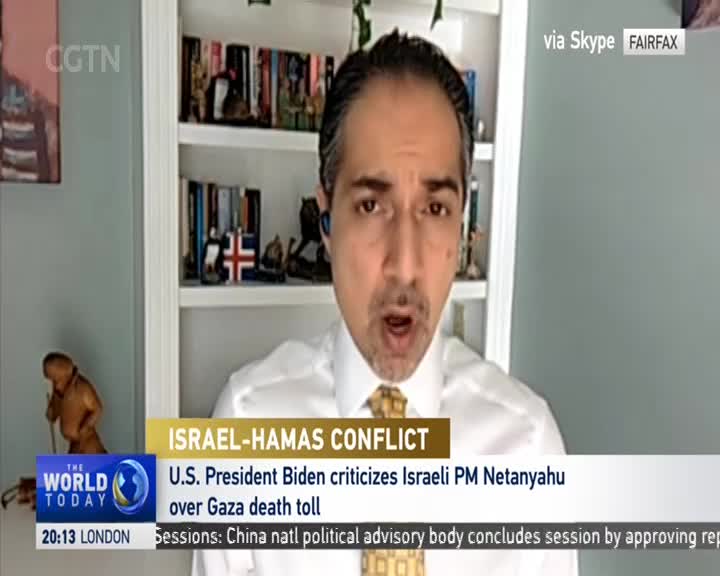 CGTN
via Skype FAIRFAX
ISRAEL-HAMAS CONFLICT
U.S. President Biden criticizes Israeli PM Netanyahu
over Gaza death toll
THE
WORLD
TODAY
20:13 LONDON
Sessions: China natl political advisory body concludes session by approving rep